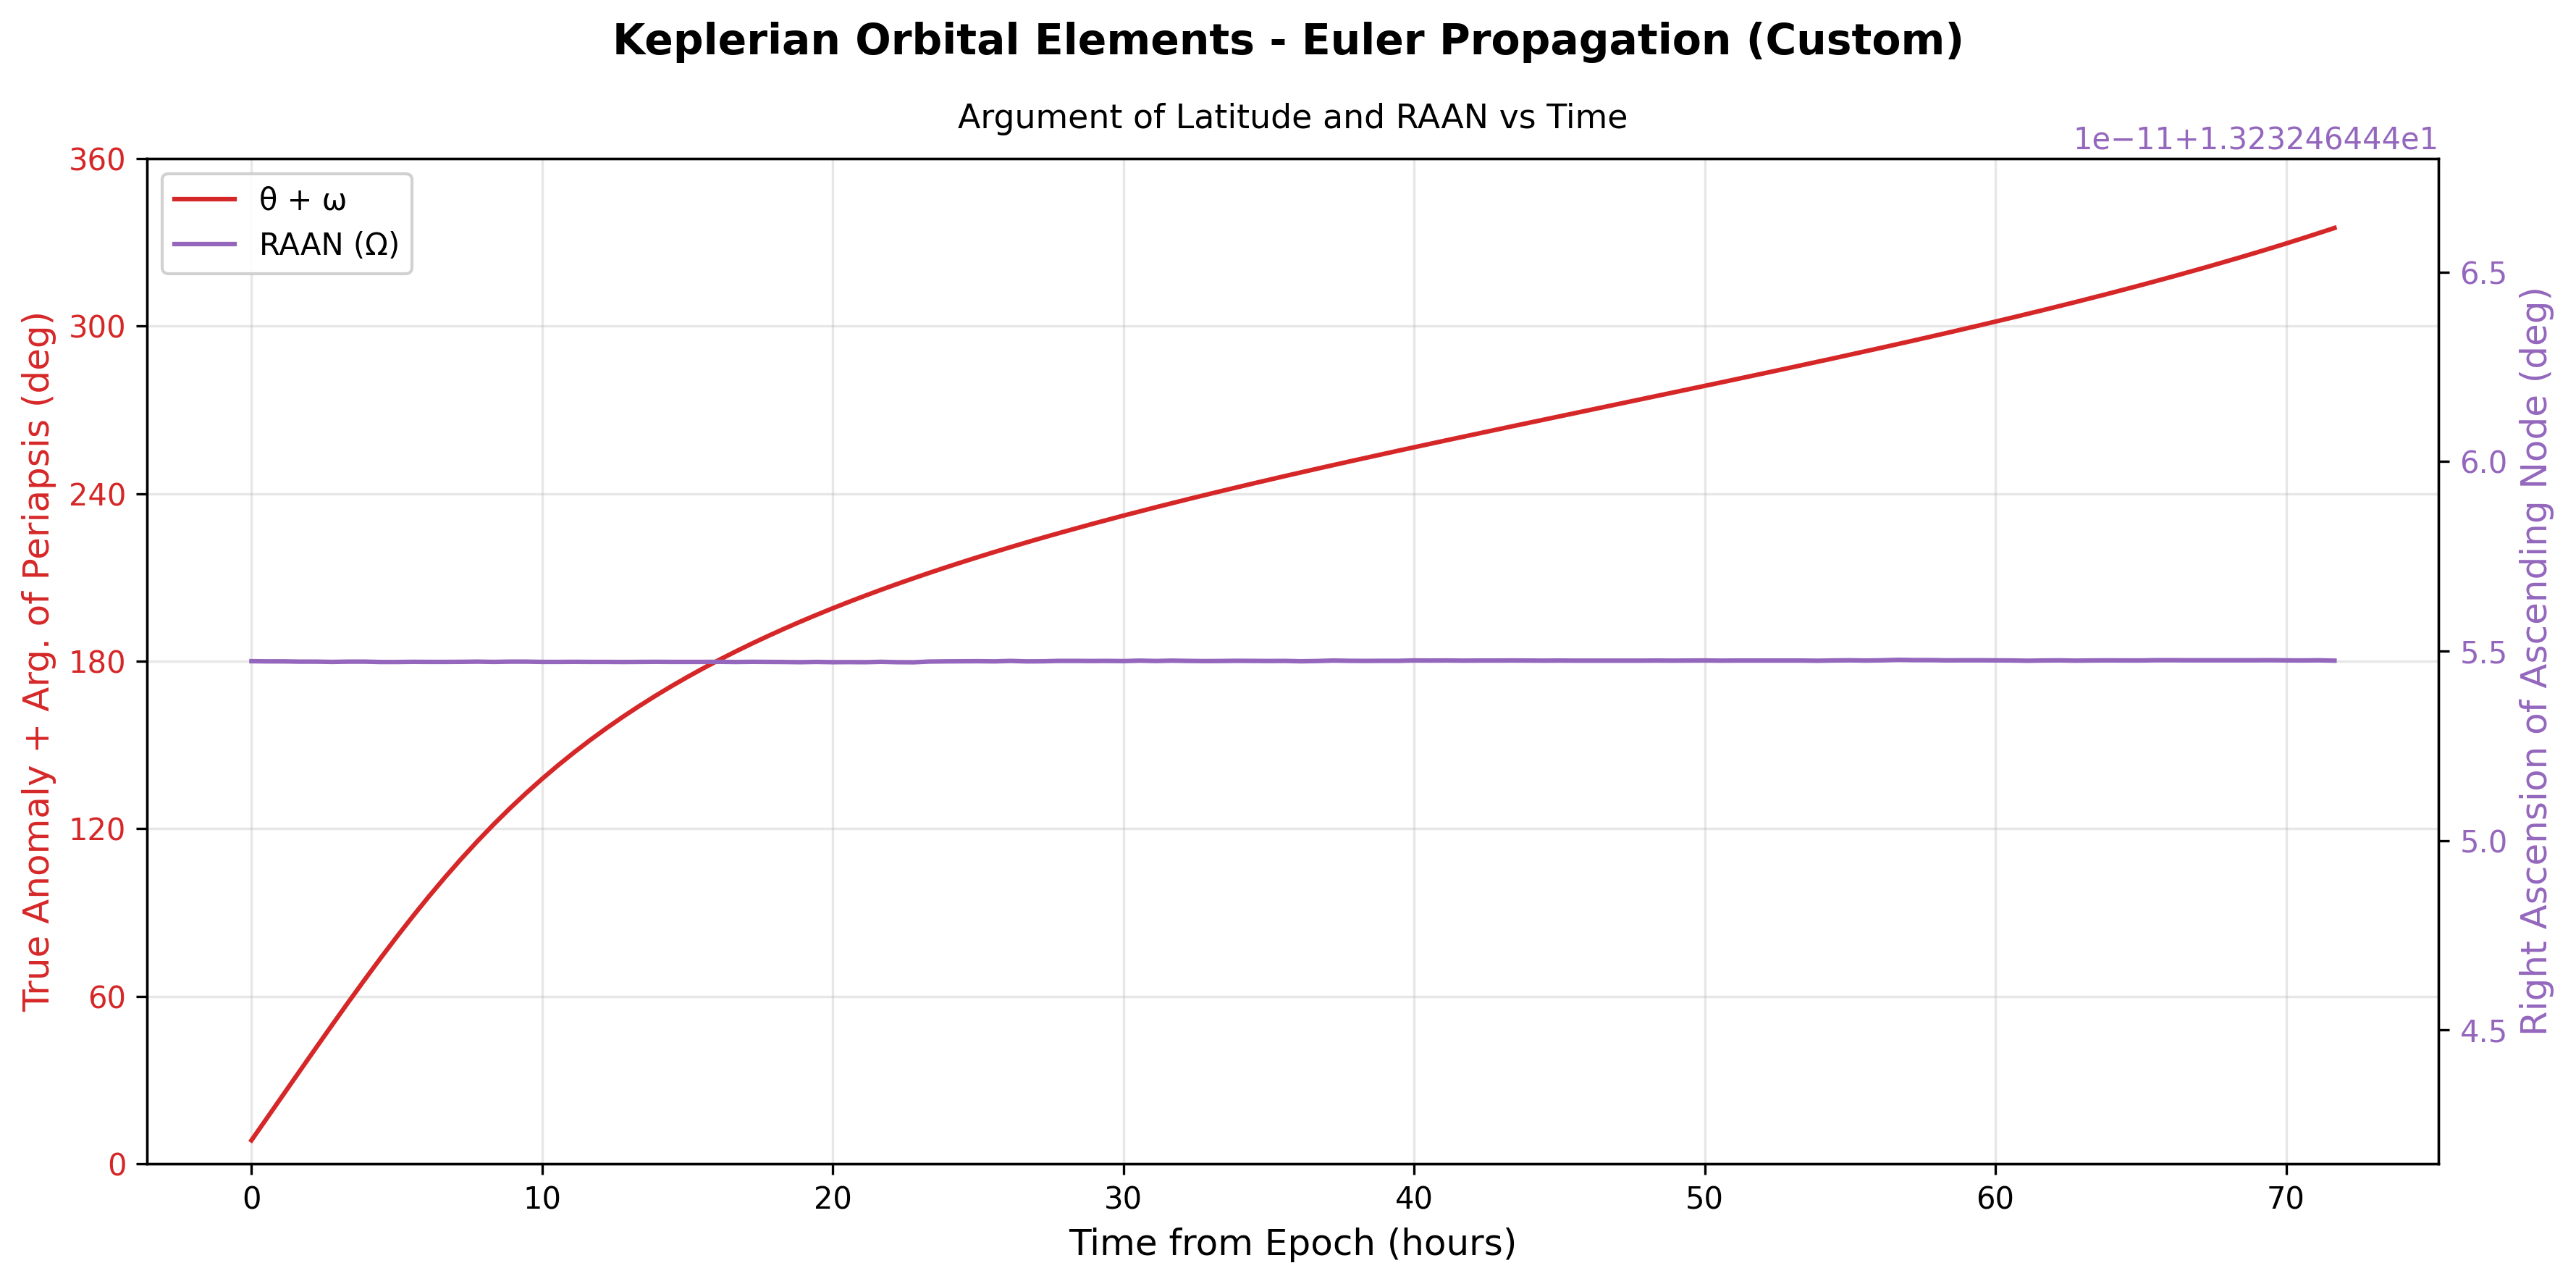 Keplerian Orbital Elements - Euler Propagation (Custom)
Argument of Latitude and RAAN vs Time
1e−11+1.323246444e1
θ + ω
RAAN (Ω)
True Anomaly + Arg. of Periapsis (deg)
360
300
240
180
120
60
0
6.5
6.0
5.5
5.0
4.5
Right Ascension of Ascending Node (deg)
0 10 20 30 40 50 60 70
Time from Epoch (hours)